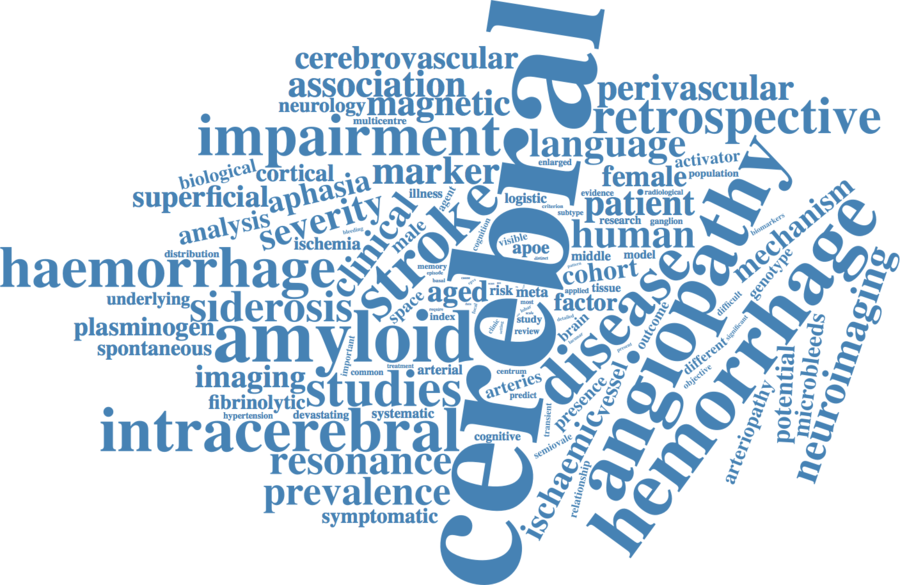 cerebral
cerebrovascular
association
perivascular
neurology
magnetic
retrospective
multicentre
impairment
language
enlarged
activator
biological
cortical
marker
female
population
superficial
aphasia
illness
agent
logistic
evidence
radiological
criterion
subtype
patient
mechanism
analysis
severity
clinical
male
stroke
cognition
research
ganglion
biomarkers
bleeding
ischemia
visible
apoe
human
distribution
haemorrhage
memory
middle
model
genotype
cohort
underlying
space
aged
risk
meta
applied
tissue
siderosis
index
factor
disease
angiopathy
hemorrhage
neuroimaging
plasminogen
amyloid
study
review
clinic
brain
outcome
difficult
significant
spontaneous
important
different
objective
common
treatment
arterial
centrum
imaging
studies
arteries
predict
presence
vessel
potential
microbleeds
fibrinolytic
hypertension
devastating
systematic
transient
arteriopathy
intracerebral
cognitive
semiovale
ischaemic
relationship
resonance
prevalence
symptomatic